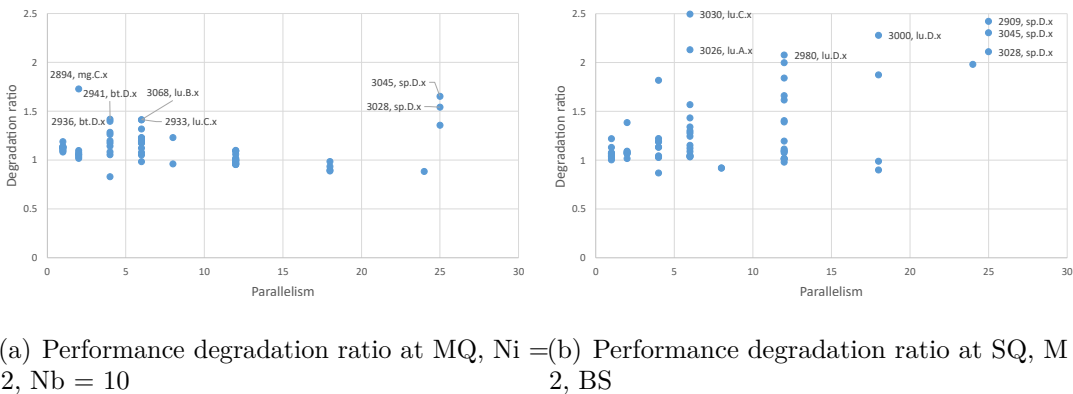 2.5
2
1.5
1
0.5
0
0
5
10
15
20
25
30
Degradation ratio
Parallelism
2894, mg.C.x
2941, bt.D.x
3068, lu.B.x
2936, bt.D.x
2933, lu.C.x
3045, sp.D.x
3028, sp.D.x
2.5
2
1.5
1
0.5
0
0
5
10
15
20
25
30
Degradation ratio
Parallelism
3030, lu.C.x
3026, lu.A.x
2980, lu.D.x
3000, lu.D.x
2909, sp.D.x
3045, sp.D.x
3028, sp.D.x
(a) Performance degradation ratio at MQ, Ni =
2, Nb = 10
(b) Performance degradation ratio at SQ, M
2, BS